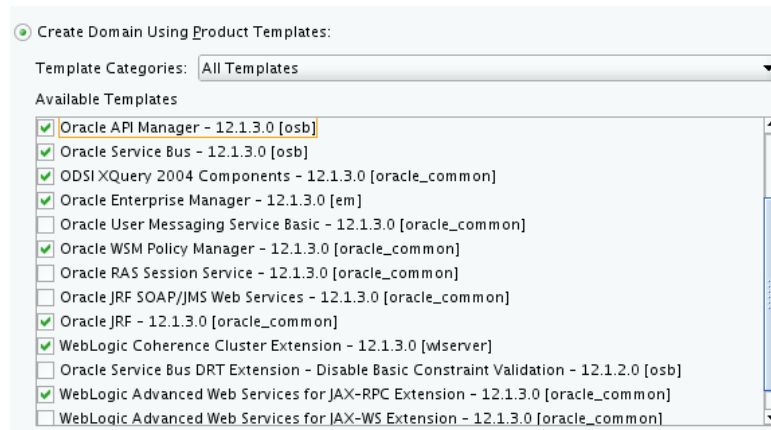 Create Domain Using Product Templates:
Template Categories: All Templates
Available Templates
Oracle API Manager - 12.1.3.0 [osb]
Oracle Service Bus - 12.1.3.0 [osb]
ODSI XQuery 2004 Components - 12.1.3.0 [oracle_common]
Oracle Enterprise Manager - 12.1.3.0 [em]
Oracle User Messaging Service Basic - 12.1.3.0 [oracle_common]
Oracle WSM Policy Manager - 12.1.3.0 [oracle_common]
Oracle RAS Session Service - 12.1.3.0 [oracle_common]
Oracle JRF SOAP/JMS Web Services - 12.1.3.0 [oracle_common]
Oracle JRF - 12.1.3.0 [oracle_common]
WebLogic Coherence Cluster Extension - 12.1.3.0 [wlserver]
Oracle Service Bus DRT Extension - Disable Basic Constraint Validation - 12.1.2.0 [osb]
WebLogic Advanced Web Services for JAX-RPC Extension - 12.1.3.0 [oracle_common]
WebLogic Advanced Web Services for JAX-WS Extension - 12.1.3.0 [oracle_common]